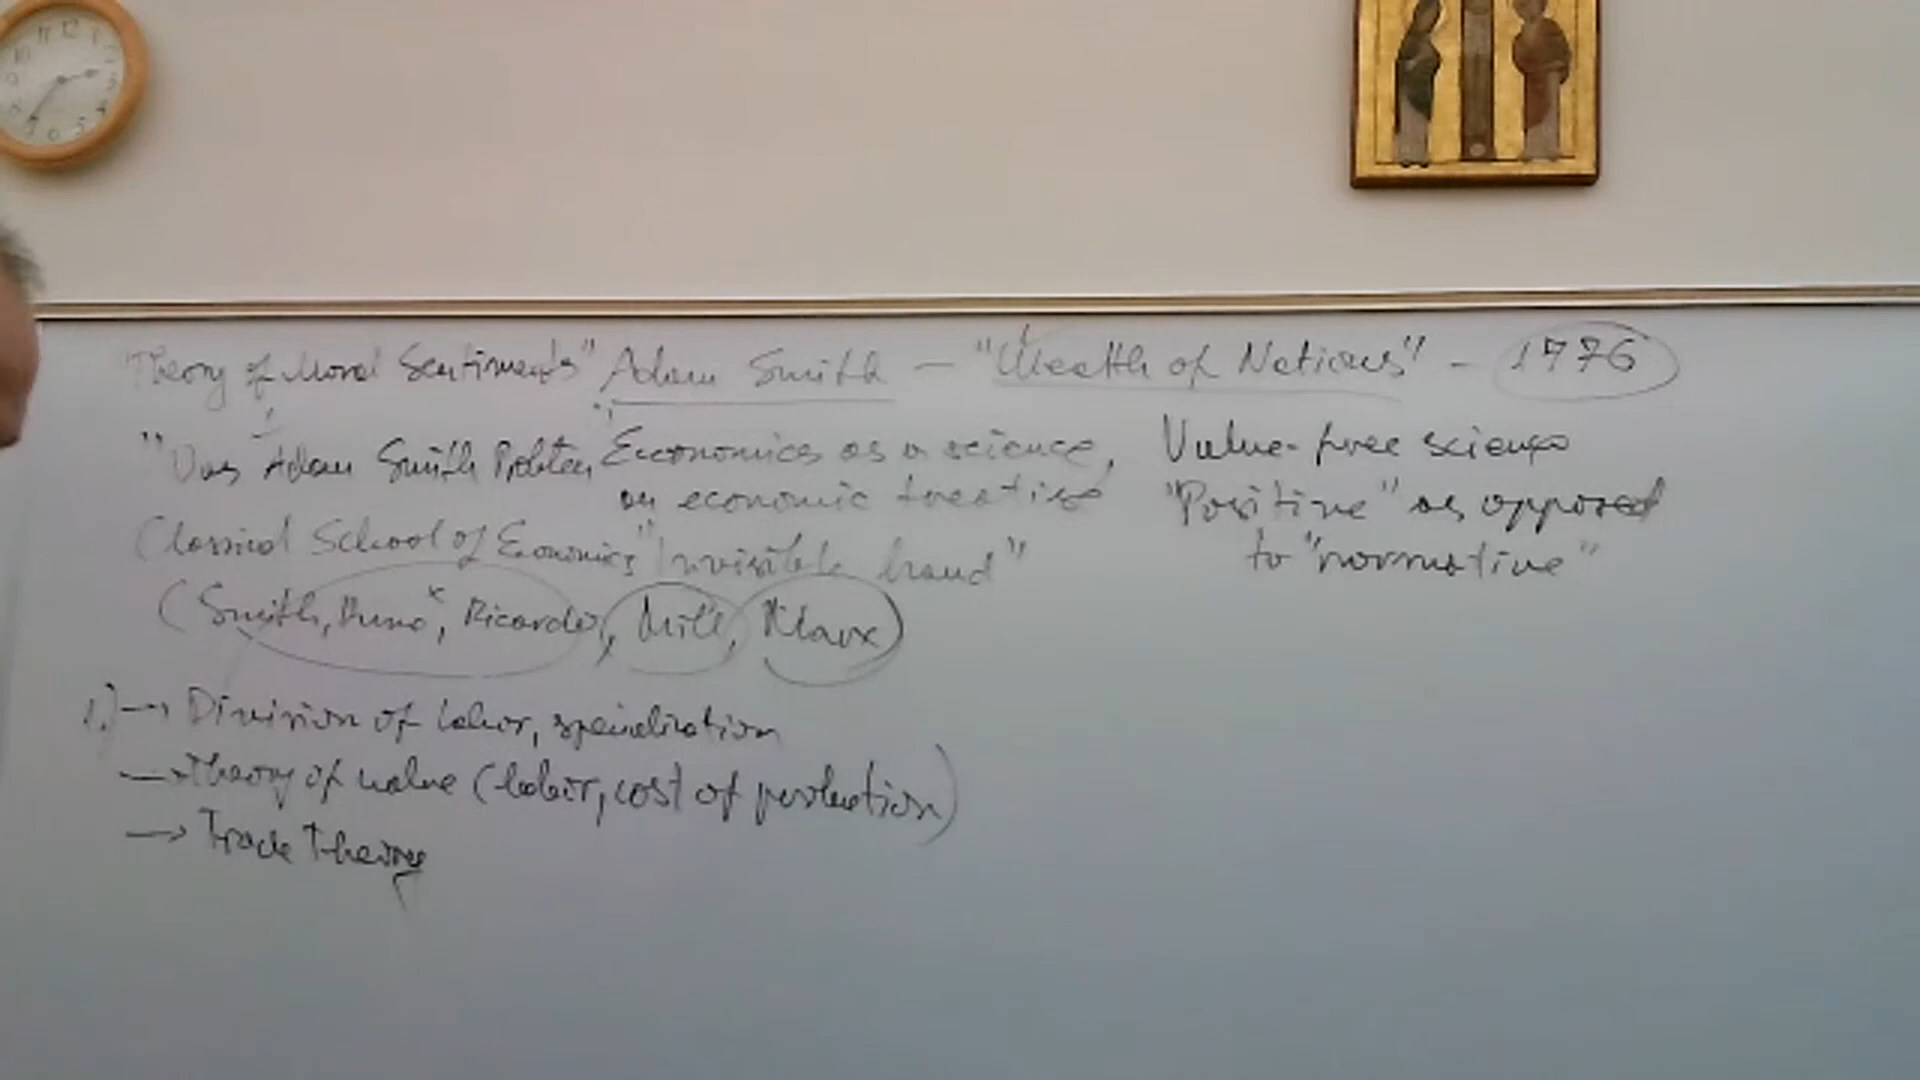 "Theory of Moral Sentiments" Adam Smith – "Wealth of Nations" – 1776
"Das Adam Smith Problem"
Economics as a science,
an economic treatise
Value-free science
"Positive" as opposed
to "normative"
Classical School of Economics "Invisible hand"
(Smith, Hume*, Ricardo, Mill, Marx)
1.) → Division of labor, specialization
→ Theory of value (labor, cost of production)
→ Trade Theory